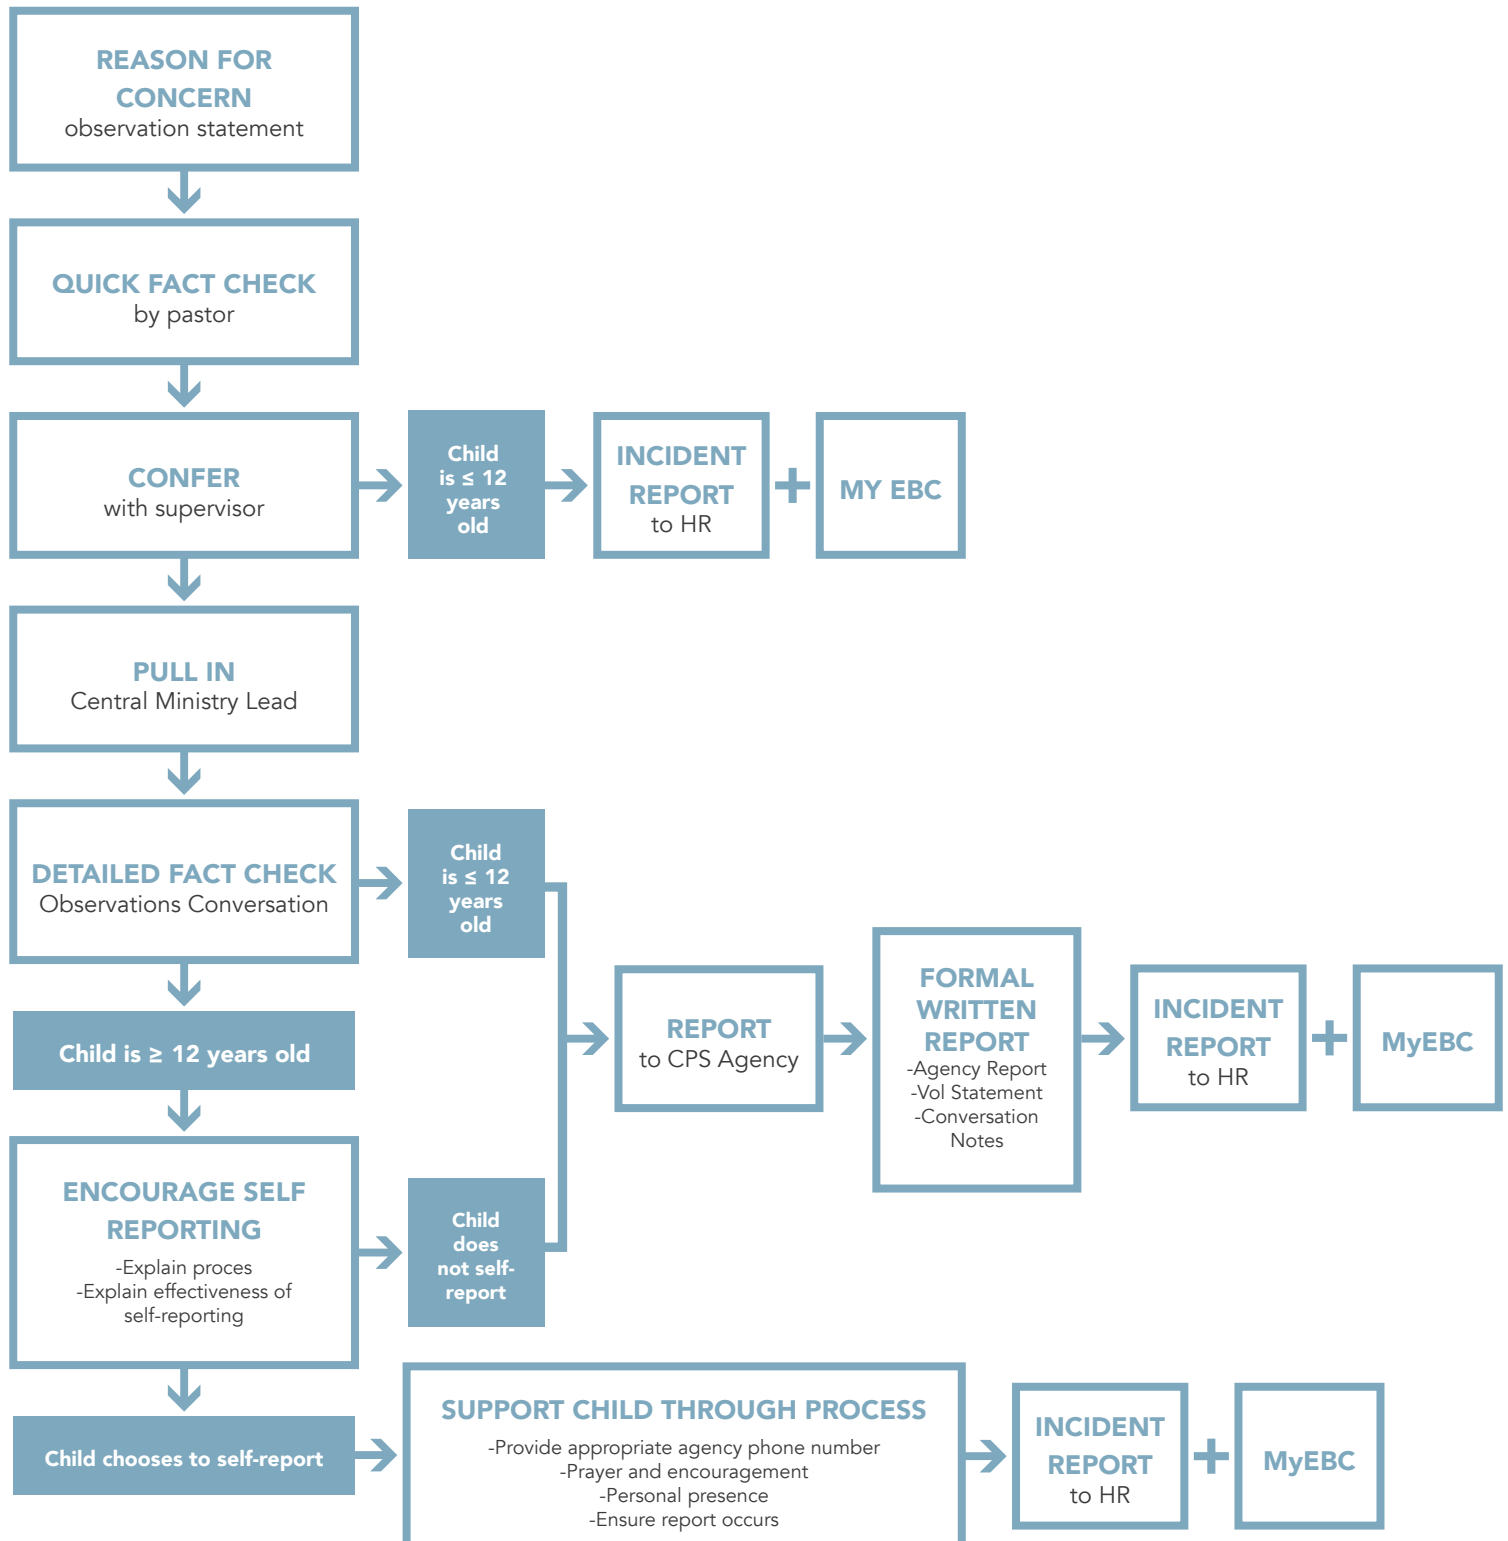 REASON FOR
CONCERN
observation statement
QUICK FACT CHECK
by pastor
CONFER
with supervisor
Child
is ≤ 12
years
old
INCIDENT
REPORT
to HR
+
MY EBC
PULL IN
Central Ministry Lead
DETAILED FACT CHECK
Observations Conversation
Child
is ≤ 12
years
old
Child is ≥ 12 years old
ENCOURAGE SELF
REPORTING
-Explain proces
-Explain effectiveness of
self-reporting
Child
does
not self-
report
REPORT
to CPS Agency
FORMAL
WRITTEN
REPORT
-Agency Report
-Vol Statement
-Conversation
Notes
INCIDENT
REPORT
to HR
+
MyEBC
Child chooses to self-report
SUPPORT CHILD THROUGH PROCESS
-Provide appropriate agency phone number
-Prayer and encouragement
-Personal presence
-Ensure report occurs
INCIDENT
REPORT
to HR
+
MyEBC